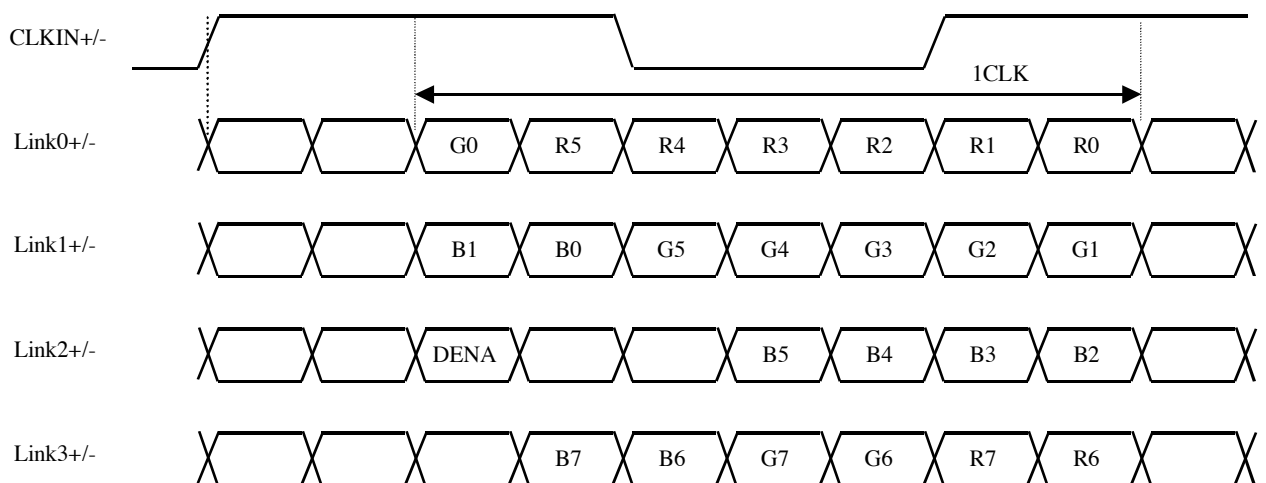 CLKIN+/-
1CLK
Link0+/- G0 R5 R4 R3 R2 R1 R0
Link1+/- B1 B0 G5 G4 G3 G2 G1
Link2+/- DENA B5 B4 B3 B2
Link3+/- B7 B6 G7 G6 R7 R6